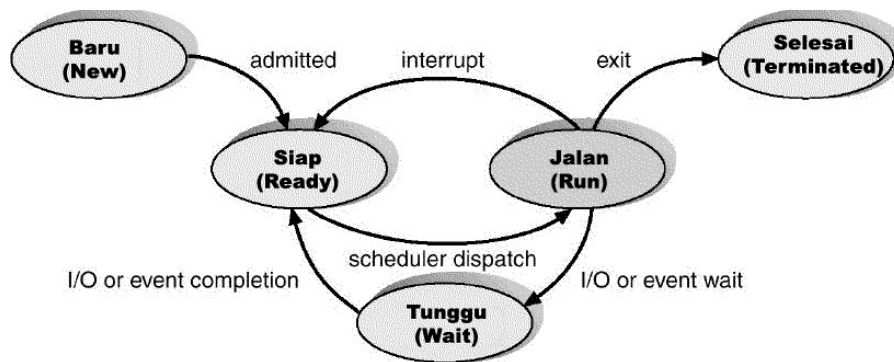 Baru
(New)
admitted
interrupt
exit
Selesai
(Terminated)
Siap
(Ready)
Jalan
(Run)
scheduler dispatch
I/O or event completion
I/O or event wait
Tunggu
(Wait)